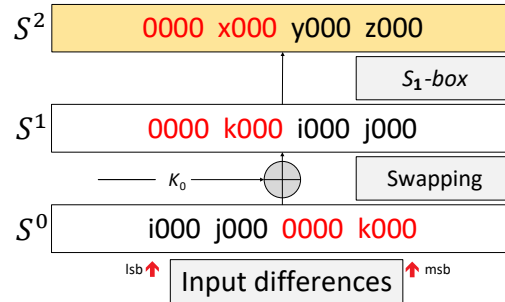 S² 0000 x000 y000 z000
S₁-box
S¹ 0000 k000 i000 j000
K₀ Swapping
S⁰ i000 j000 0000 k000
lsb Input differences msb